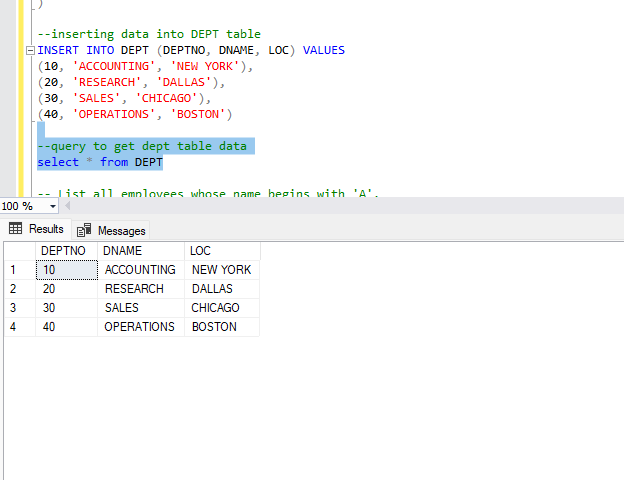 )
--inserting data into DEPT table
INSERT INTO DEPT (DEPTNO, DNAME, LOC) VALUES
(10, 'ACCOUNTING', 'NEW YORK'),
(20, 'RESEARCH', 'DALLAS'),
(30, 'SALES', 'CHICAGO'),
(40, 'OPERATIONS', 'BOSTON')
--query to get dept table data
select * from DEPT
-- List all employees whose name begins with 'A'.
100 %
Results Messages
DEPTNO DNAME LOC
1 10 ACCOUNTING NEW YORK
2 20 RESEARCH DALLAS
3 30 SALES CHICAGO
4 40 OPERATIONS BOSTON